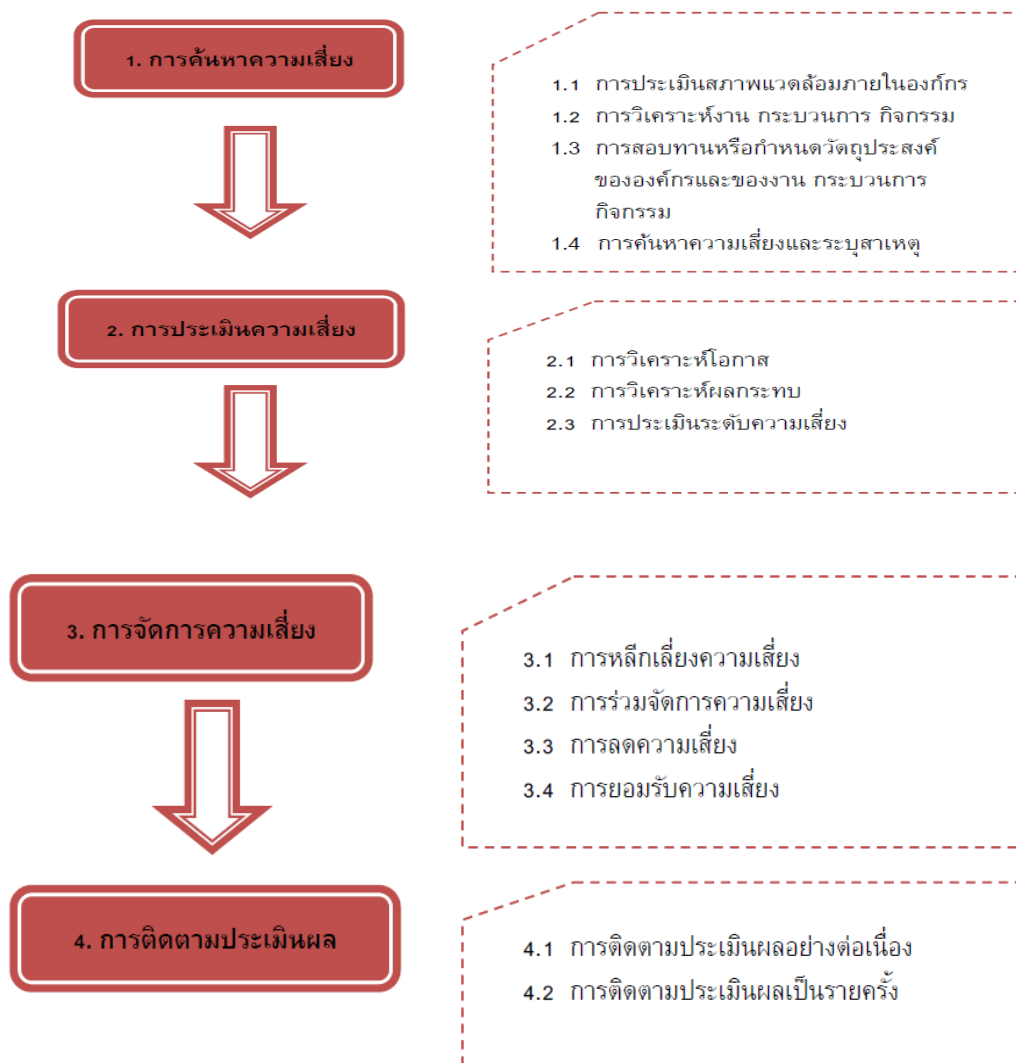 1. การค้นหาความเสี่ยง
1.1 การประเมินสภาพแวดล้อมภายในองก์กร
1.2 การวิเคราะห์งาน กระบวนการ กิจกรรม
1.3 การสอบทานหรือกำหนดวัตถุประสงค์
ขององค์กรและของงาน กระบวนการ
กิจกรรม
1.4 การค้นหาความเสี่ยงและระบุสาเหตุ
2. การประเมินความเสี่ยง
2.1 การวิเคราะห์โอกาส
2.2 การวิเคราะห์ผลกระทบ
2.3 การประเมินระดับความเสี่ยง
3. การจัดการความเสี่ยง
3.1 การหลีกเลี่ยงความเสี่ยง
3.2 การร่วมจัดการความเสี่ยง
3.3 การลดความเสี่ยง
3.4 การยอมรับความเสี่ยง
4. การติดตามประเมินผล
4.1 การติดตามประเมินผลอย่างต่อเนื่อง
4.2 การติดตามประเมินผลเป็นรายครั้ง